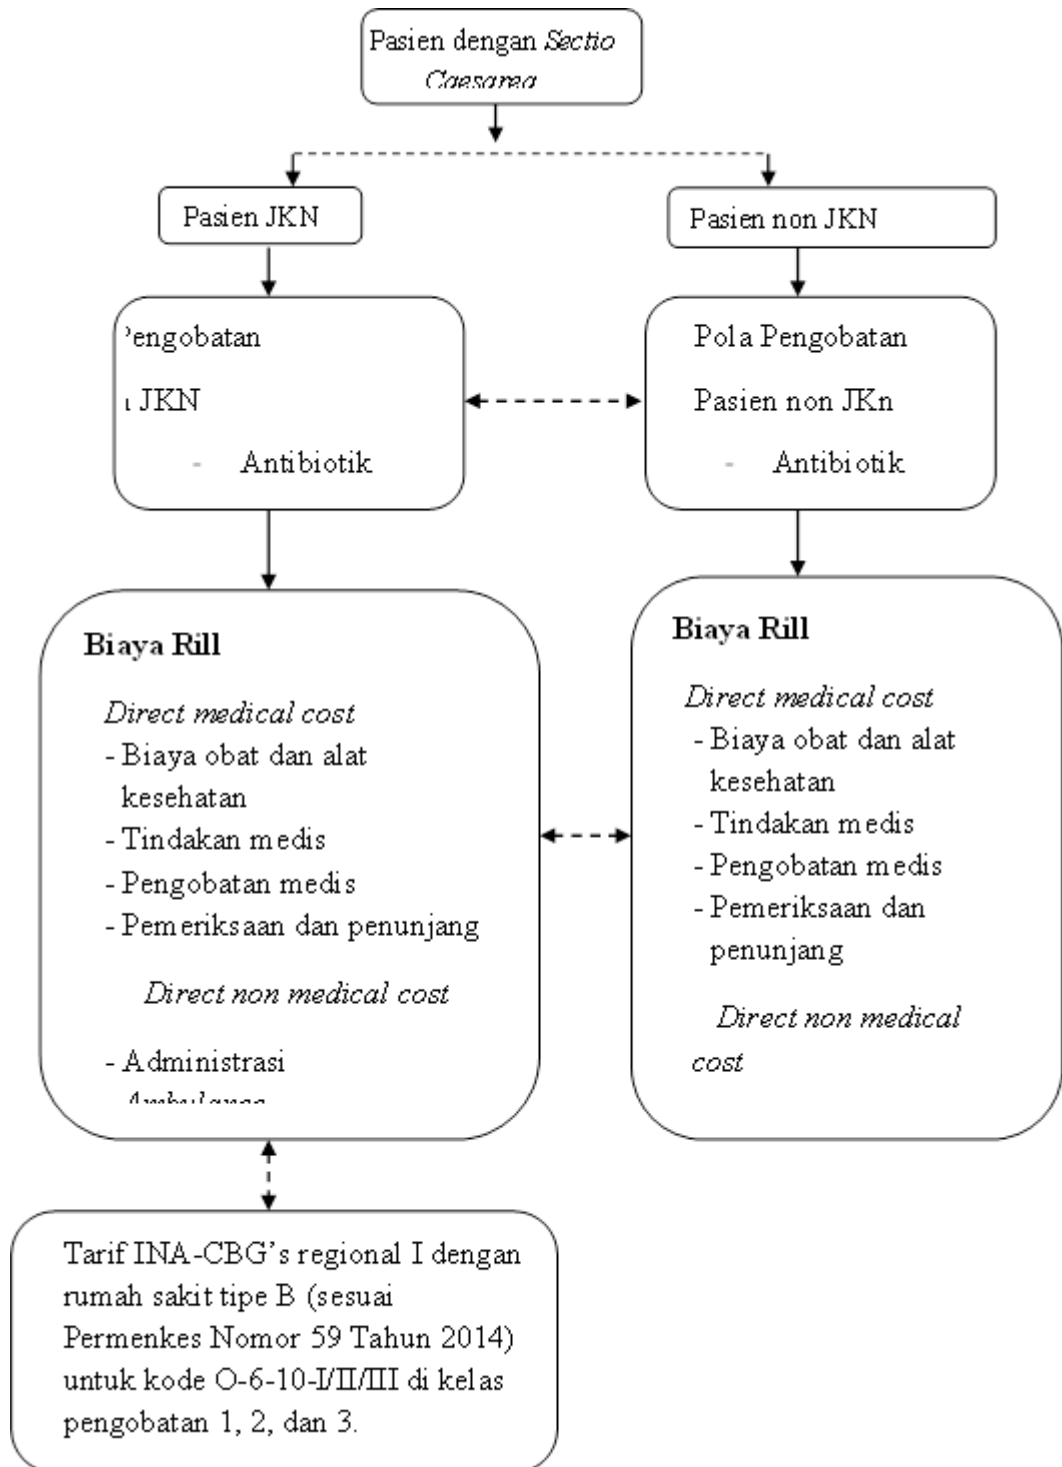 Pasien dengan Sectio
Caesarea
Pasien JKN
Pasien non JKN
Pengobatan
JKN
- Antibiotik
Pola Pengobatan
Pasien non JKn
- Antibiotik
Biaya Rill
Direct medical cost
- Biaya obat dan alat
kesehatan
- Tindakan medis
- Pengobatan medis
- Pemeriksaan dan penunjang
Direct non medical cost
- Administrasi
Ambulance
Biaya Rill
Direct medical cost
- Biaya obat dan alat
kesehatan
- Tindakan medis
- Pengobatan medis
- Pemeriksaan dan
penunjang
Direct non medical
cost
Tarif INA-CBG's regional I dengan
rumah sakit tipe B (sesuai
Permenkes Nomor 59 Tahun 2014)
untuk kode O-6-10-I/II/III di kelas
pengobatan 1, 2, dan 3.